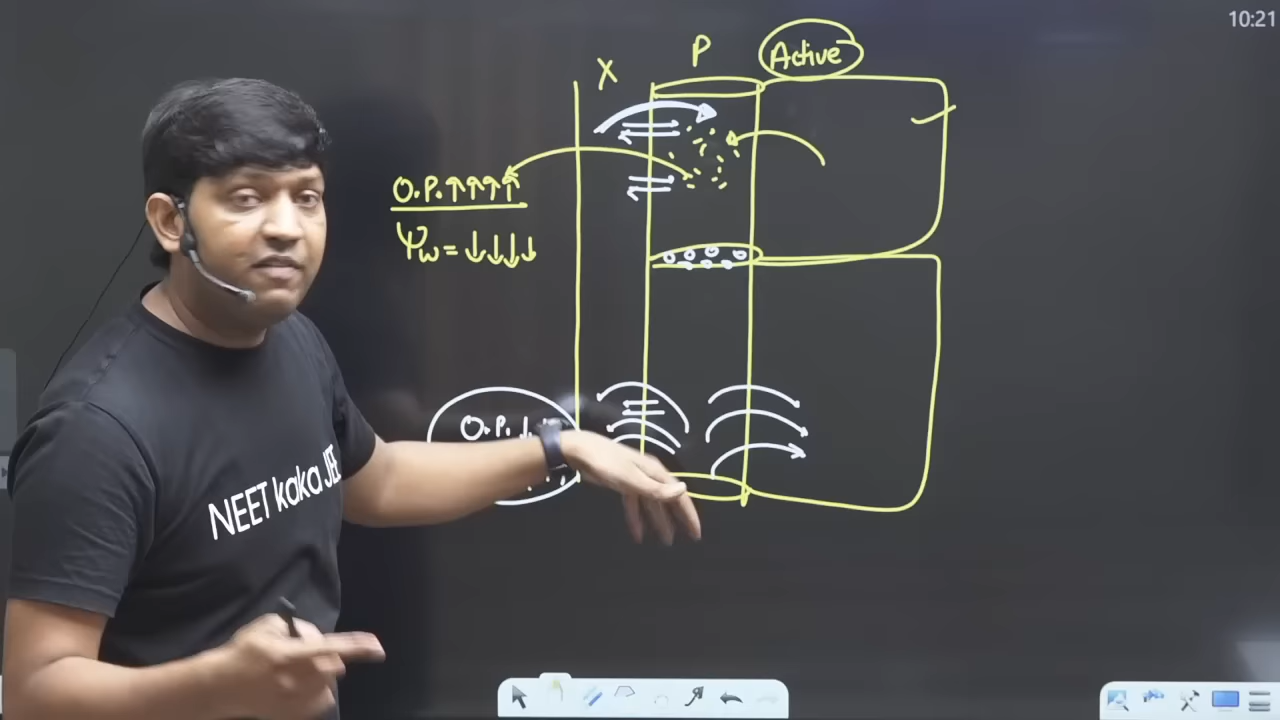 10:21
X P Active
O.P.↑↑↑↑
Ψw = ↓↓↓↓
O.P. ↓
NEET kaka JEE